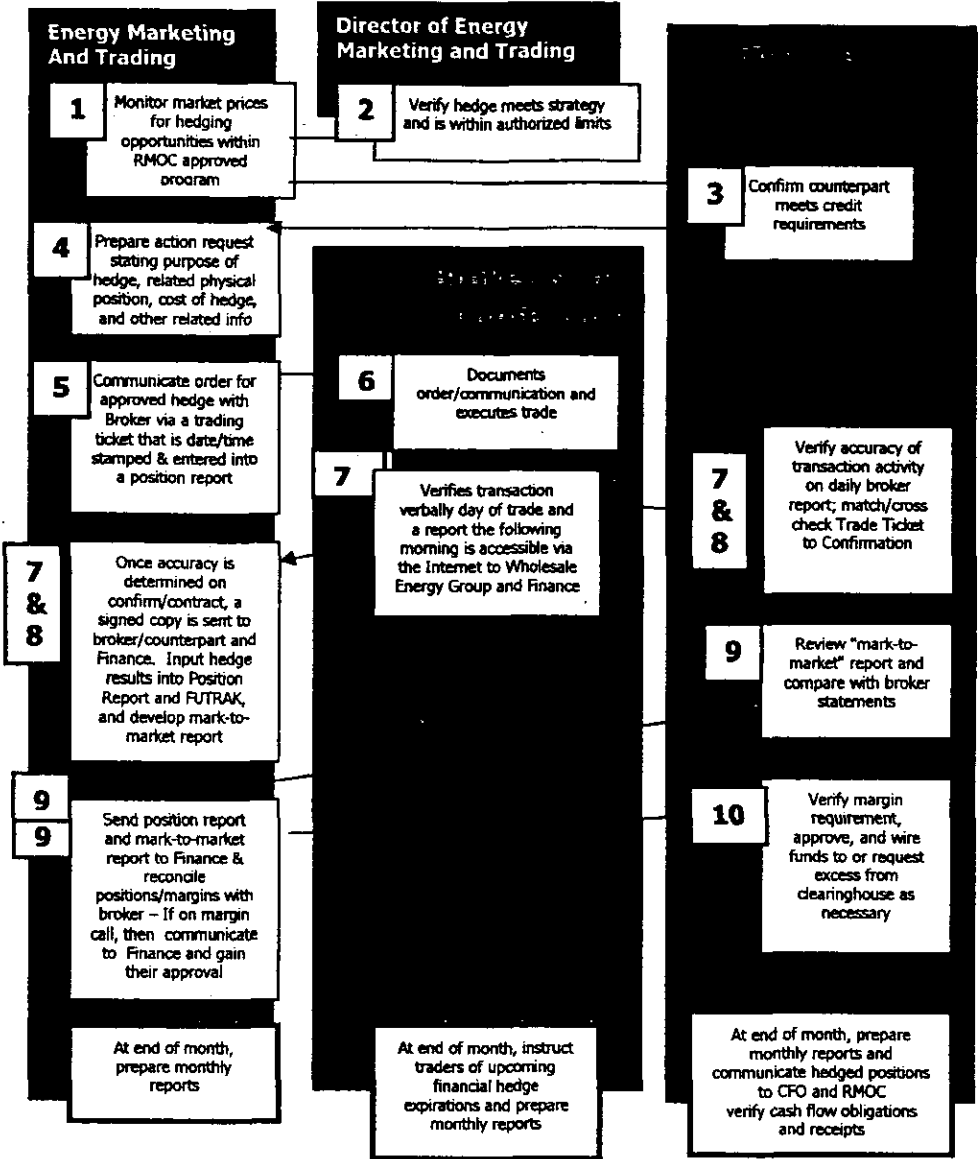 Energy Marketing
And Trading
Director of Energy
Marketing and Trading
1
Monitor market prices
for hedging
opportunities within
RMOC approved
program
2
Verify hedge meets strategy
and is within authorized limits
3
Confirm counterpart
meets credit
requirements
4
Prepare action request
stating purpose of
hedge, related physical
position, cost of hedge,
and other related info
5
Communicate order for
approved hedge with
Broker via a trading
ticket that is date/time
stamped & entered into
a position report
6
Documents
order/communication and
executes trade
7
Verifies transaction
verbally day of trade and
a report the following
morning is accessible via
the Internet to Wholesale
Energy Group and Finance
7
&
8
Verify accuracy of
transaction activity
on daily broker
report; match/cross
check Trade Ticket
to Confirmation
7
&
8
Once accuracy is
determined on
confirm/contract, a
signed copy is sent to
broker/counterpart and
Finance. Input hedge
results into Position
Report and FUTRAK,
and develop mark-to-
market report
9
Review "mark-to-
market" report and
compare with broker
statements
9
9
Send position report
and mark-to-market
report to Finance &
reconcile
positions/margins with
broker – If on margin
call, then communicate
to Finance and gain
their approval
10
Verify margin
requirement,
approve, and wire
funds to or request
excess from
clearinghouse as
necessary
At end of month,
prepare monthly
reports
At end of month, instruct
traders of upcoming
financial hedge
expirations and prepare
monthly reports
At end of month, prepare
monthly reports and
communicate hedged positions
to CFO and RMOC
verify cash flow obligations
and receipts